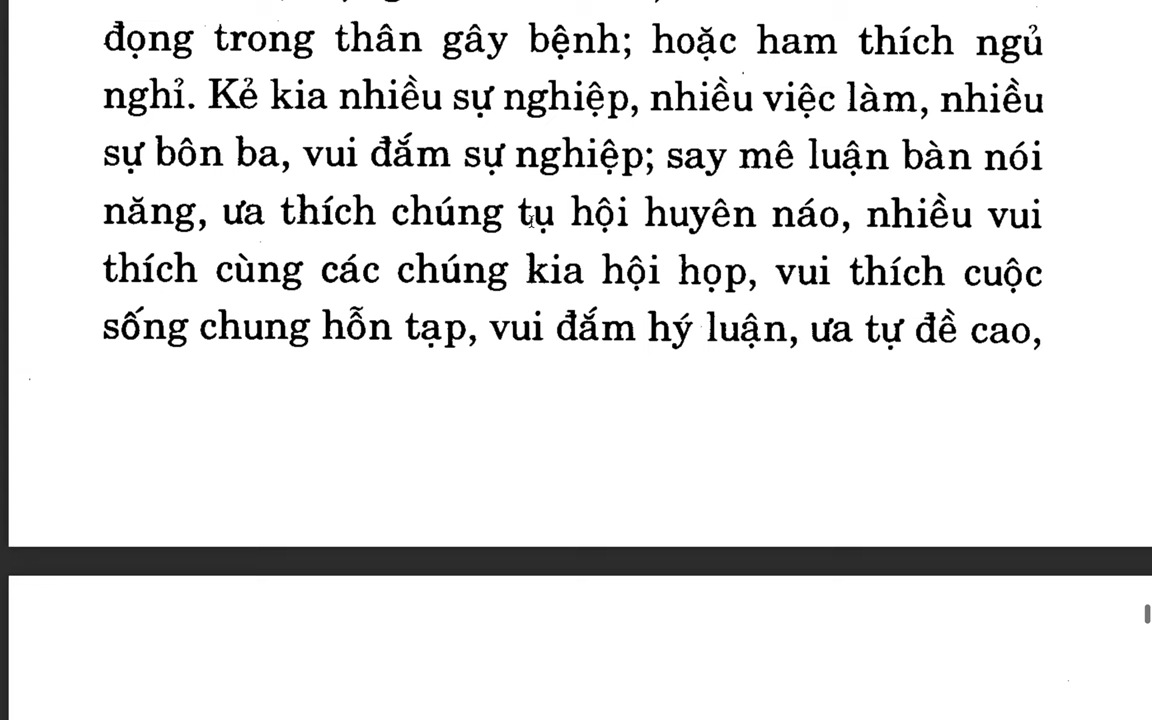 đọng trong thân gây bệnh; hoặc ham thích ngủ
nghỉ. Kẻ kia nhiều sự nghiệp, nhiều việc làm, nhiều
sự bôn ba, vui đắm sự nghiệp; say mê luận bàn nói
năng, ưa thích chúng tụ hội huyên náo, nhiều vui
thích cùng các chúng kia hội họp, vui thích cuộc
sống chung hỗn tạp, vui đắm hý luận, ưa tự đề cao,